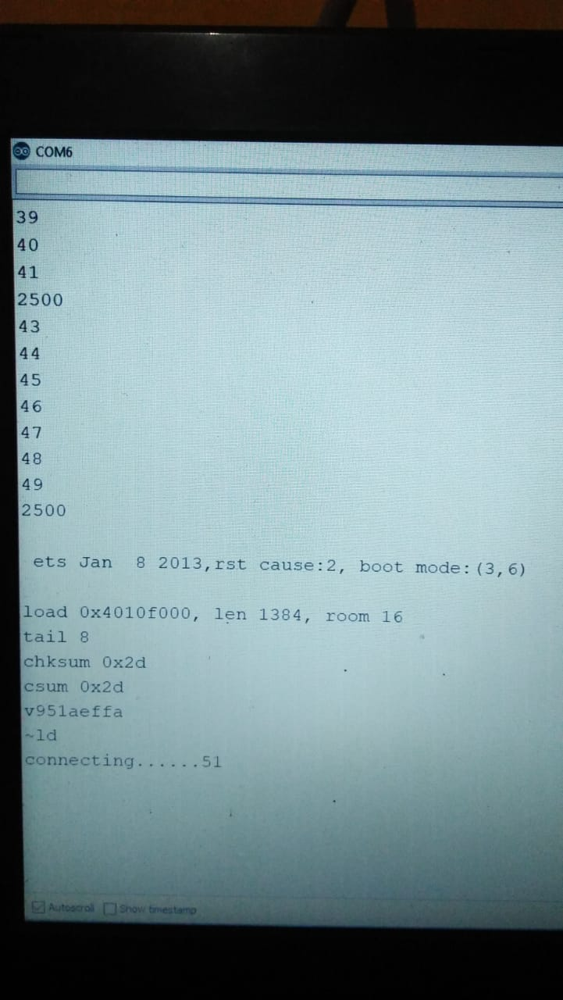 COM6
39
40
41
2500
43
44
45
46
47
48
49
2500
ets Jan  8 2013,rst cause:2, boot mode:(3,6)
load 0x4010f000, len 1384, room 16
tail 8
chksum 0x2d
csum 0x2d
v951aeffa
~ld
connecting......51
Autoscroll Show timestamp